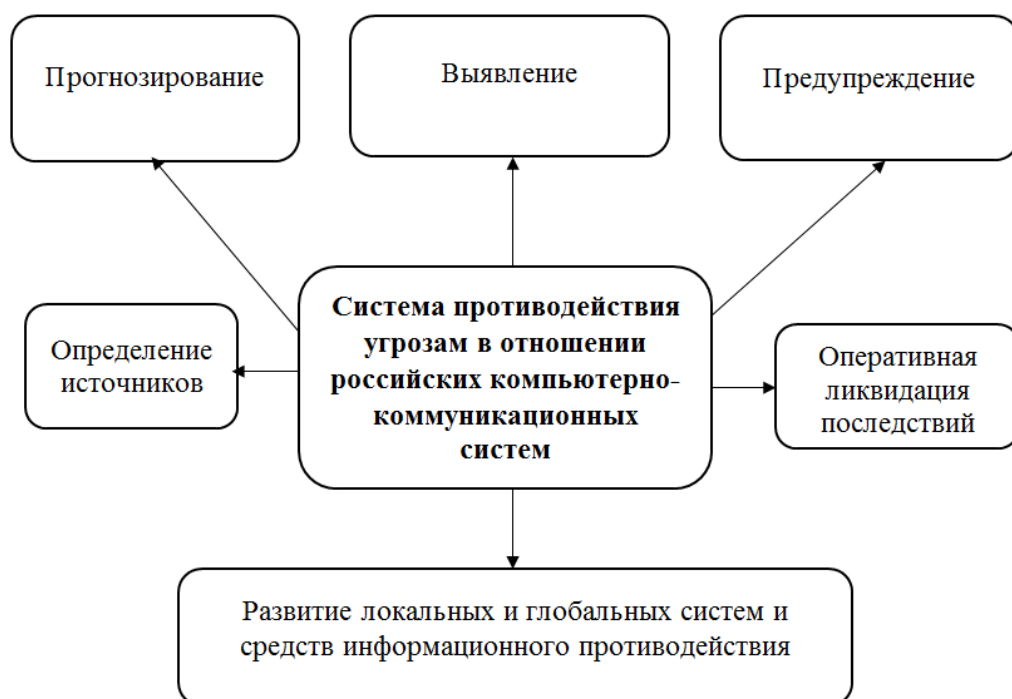 Прогнозирование
Выявление
Предупреждение
Определение
источников
Система противодействия
угрозам в отношении
российских компьютерно-
коммуникационных
систем
Оперативная
ликвидация
последствий
Развитие локальных и глобальных систем и
средств информационного противодействия